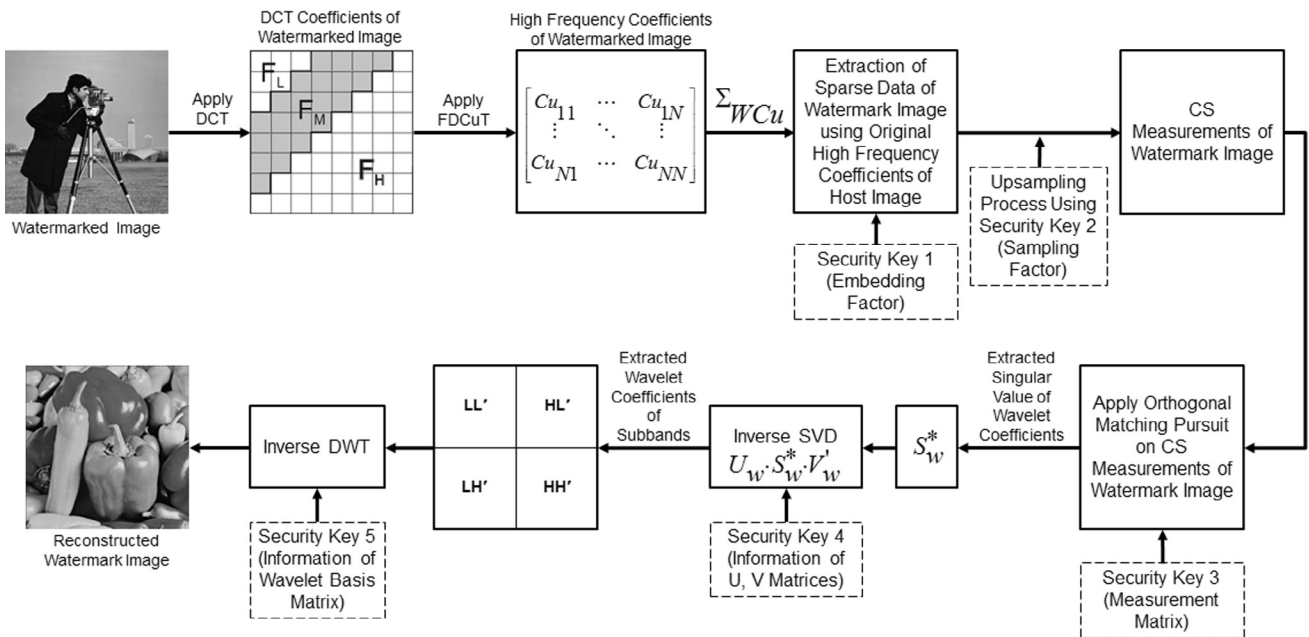 Watermarked Image
Apply
DCT
DCT Coefficients of
Watermarked Image
F_L
F_M
F_H
Apply
FDCuT
High Frequency Coefficients
of Watermarked Image
Cu_11 ⋯ Cu_1N
⋮ ⋱ ⋮
Cu_N1 ⋯ Cu_NN
Σ_WCu
Extraction of
Sparse Data of
Watermark Image
using Original
High Frequency
Coefficients of
Host Image
Security Key 1
(Embedding
Factor)
Upsampling
Process Using
Security Key 2
(Sampling
Factor)
CS
Measurements of
Watermark Image
Apply Orthogonal
Matching Pursuit
on CS
Measurements of
Watermark Image
Security Key 3
(Measurement
Matrix)
Extracted
Singular
Value of
Wavelet
Coefficients
S*_w
Inverse SVD
U_w.S*_w.V'_w
Security Key 4
(Information of
U, V Matrices)
Extracted
Wavelet
Coefficients
of
Subbands
LL′ HL′
LH′ HH′
Inverse DWT
Security Key 5
(Information of
Wavelet Basis
Matrix)
Reconstructed
Watermark Image